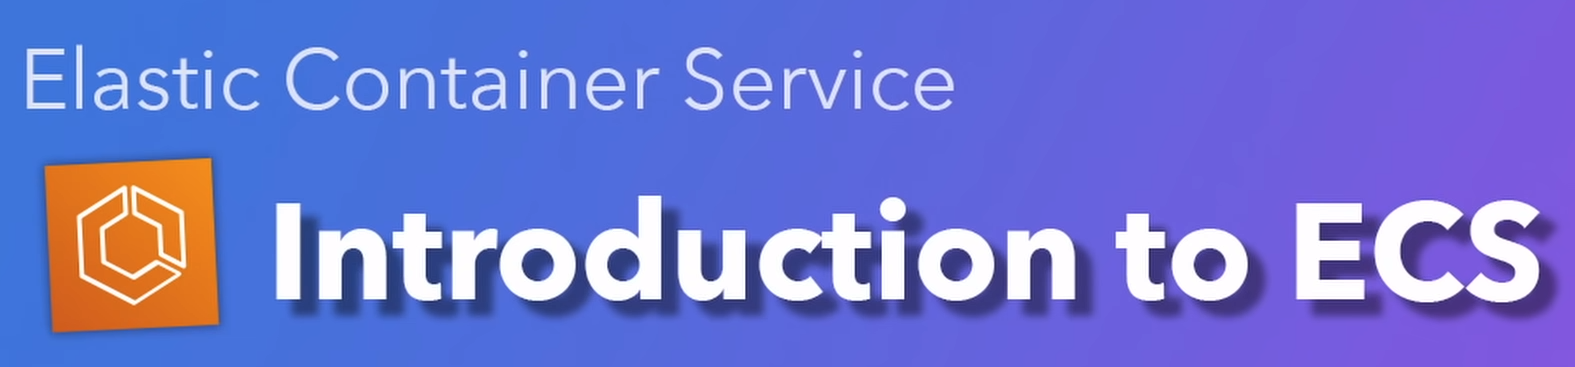 Elastic Container Service
Introduction to ECS